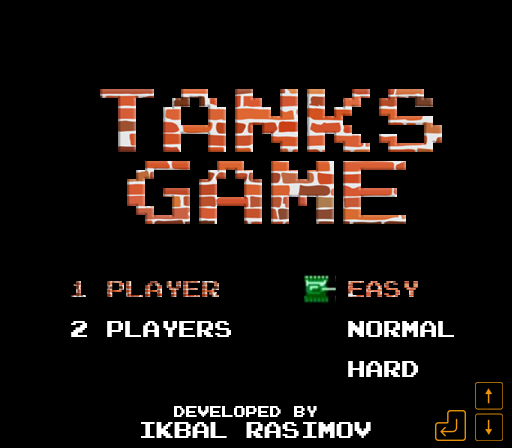 TANKS
GAME
1 PLAYER
EASY
2 PLAYERS
NORMAL
HARD
DEVELOPED BY
IKBAL RASIMOV